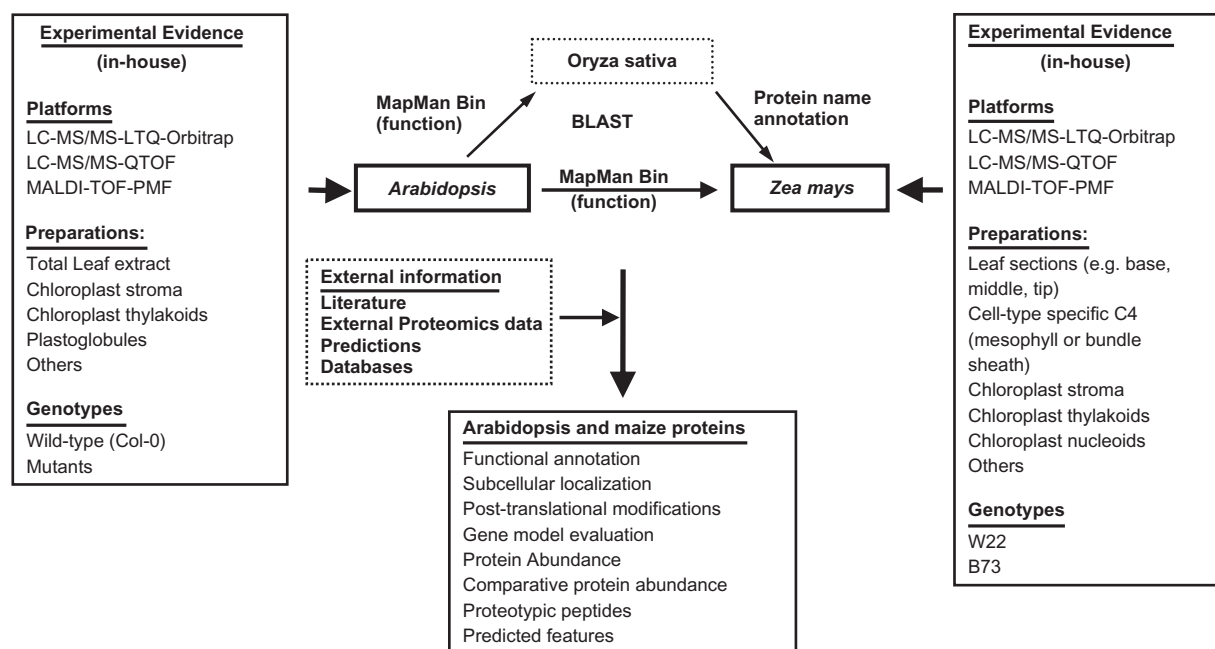 Experimental Evidence
(in-house)
Platforms
LC-MS/MS-LTQ-Orbitrap
LC-MS/MS-QTOF
MALDI-TOF-PMF
Preparations:
Total Leaf extract
Chloroplast stroma
Chloroplast thylakoids
Plastoglobules
Others
Genotypes
Wild-type (Col-0)
Mutants
Oryza sativa
MapMan Bin
(function)
BLAST
Protein name
annotation
Arabidopsis
MapMan Bin
(function)
Zea mays
External information
Literature
External Proteomics data
Predictions
Databases
Arabidopsis and maize proteins
Functional annotation
Subcellular localization
Post-translational modifications
Gene model evaluation
Protein Abundance
Comparative protein abundance
Proteotypic peptides
Predicted features
Experimental Evidence
(in-house)
Platforms
LC-MS/MS-LTQ-Orbitrap
LC-MS/MS-QTOF
MALDI-TOF-PMF
Preparations:
Leaf sections (e.g. base,
middle, tip)
Cell-type specific C4
(mesophyll or bundle
sheath)
Chloroplast stroma
Chloroplast thylakoids
Chloroplast nucleoids
Others
Genotypes
W22
B73